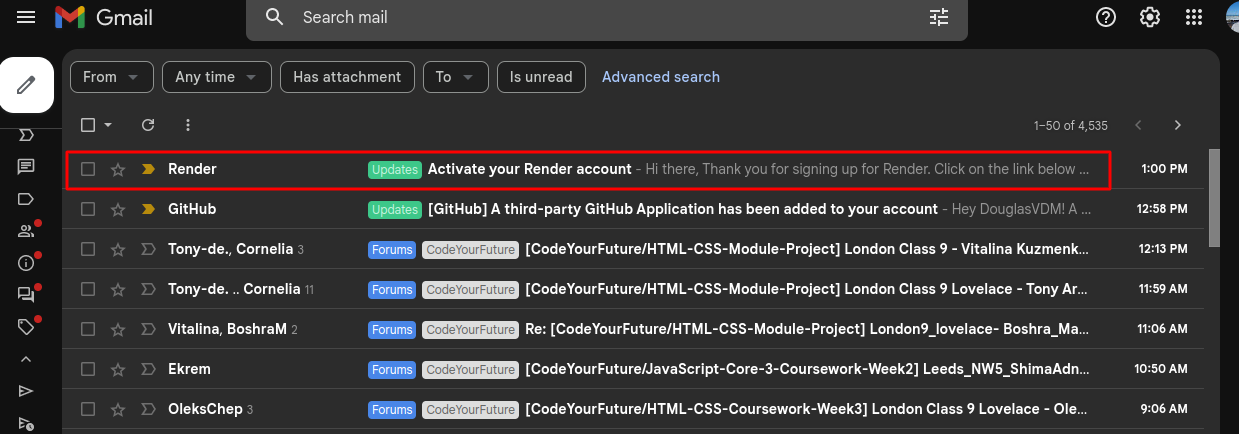 Gmail
Search mail
From Any time Has attachment To Is unread Advanced search
1–50 of 4,535
Render Updates Activate your Render account - Hi there, Thank you for signing up for Render. Click on the link below ... 1:00 PM
GitHub Updates [GitHub] A third-party GitHub Application has been added to your account - Hey DouglasVDM! A ... 12:58 PM
Tony-de., Cornelia 3 Forums CodeYourFuture [CodeYourFuture/HTML-CSS-Module-Project] London Class 9 - Vitalina Kuzmenk... 12:13 PM
Tony-de. .. Cornelia 11 Forums CodeYourFuture [CodeYourFuture/HTML-CSS-Module-Project] London Class 9 Lovelace - Tony Ar... 11:59 AM
Vitalina, BoshraM 2 Forums CodeYourFuture Re: [CodeYourFuture/HTML-CSS-Module-Project] London9_lovelace- Boshra_Ma... 11:06 AM
Ekrem Forums CodeYourFuture [CodeYourFuture/JavaScript-Core-3-Coursework-Week2] Leeds_NW5_ShimaAdn... 10:50 AM
OleksChep 3 Forums CodeYourFuture [CodeYourFuture/HTML-CSS-Coursework-Week3] London Class 9 Lovelace - Ole... 9:06 AM